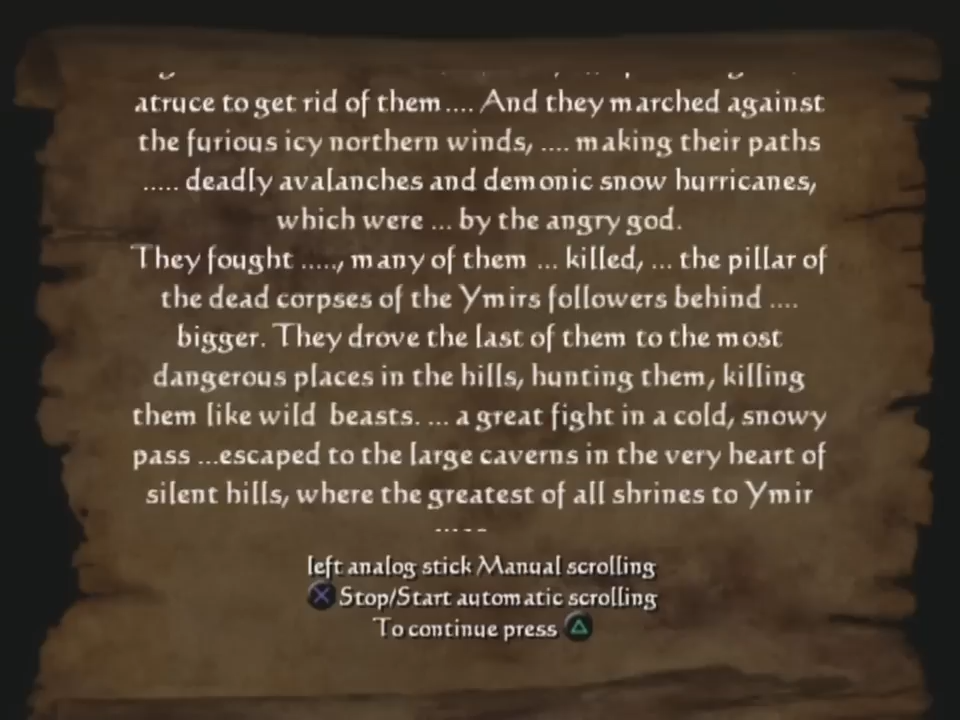 atruce to get rid of them.... And they marched against
the furious icy northern winds, .... making their paths
..... deadly avalanches and demonic snow hurricanes,
which were ... by the angry god.
They fought ....., many of them ... killed, ... the pillar of
the dead corpses of the Ymirs followers behind ....
bigger. They drove the last of them to the most
dangerous places in the hills, hunting them, killing
them like wild beasts. ... a great fight in a cold, snowy
pass ...escaped to the large caverns in the very heart of
silent hills, where the greatest of all shrines to Ymir
left analog stick Manual scrolling
Stop/Start automatic scrolling
To continue press